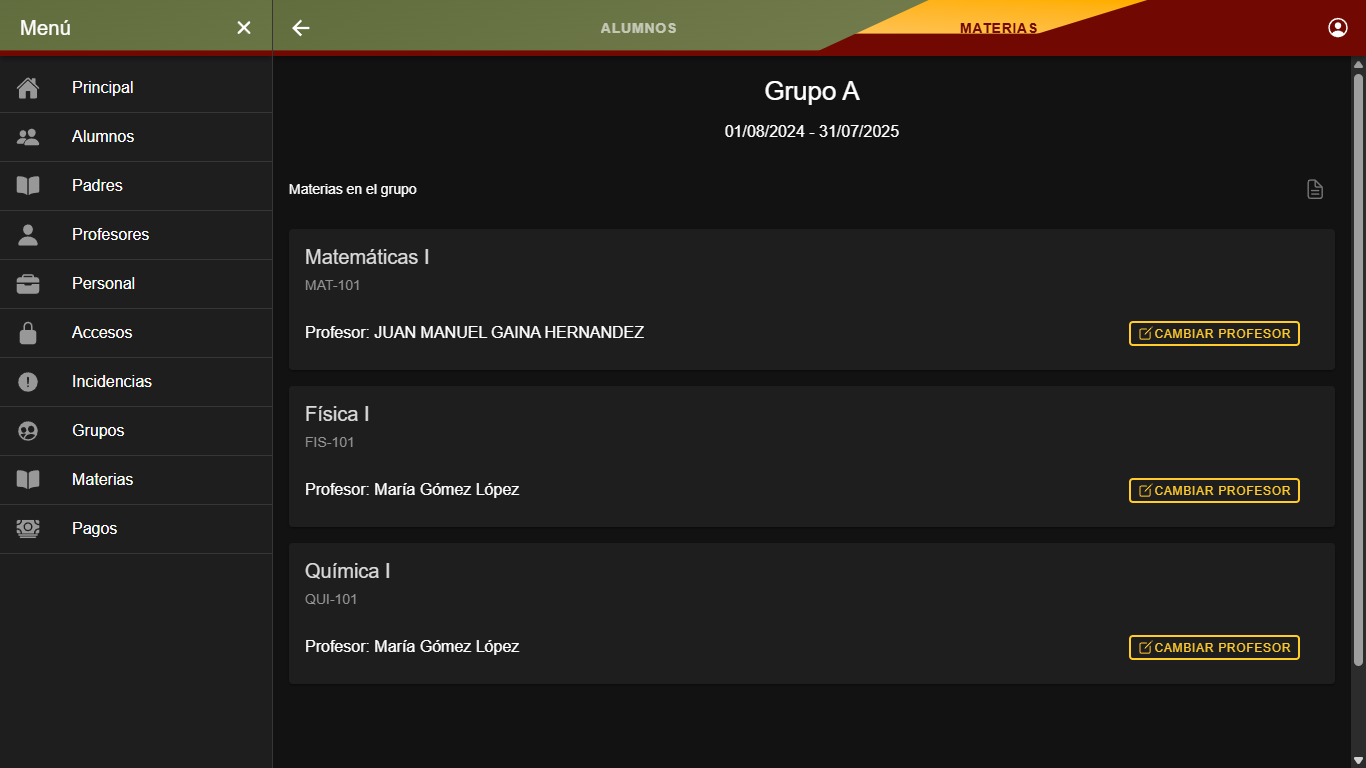 Menú
Principal
Alumnos
Padres
Profesores
Personal
Accesos
Incidencias
Grupos
Materias
Pagos
ALUMNOS
MATERIAS
Grupo A
01/08/2024 - 31/07/2025
Materias en el grupo
Matemáticas I
MAT-101
Profesor: JUAN MANUEL GAINA HERNANDEZ
CAMBIAR PROFESOR
Física I
FIS-101
Profesor: María Gómez López
CAMBIAR PROFESOR
Química I
QUI-101
Profesor: María Gómez López
CAMBIAR PROFESOR